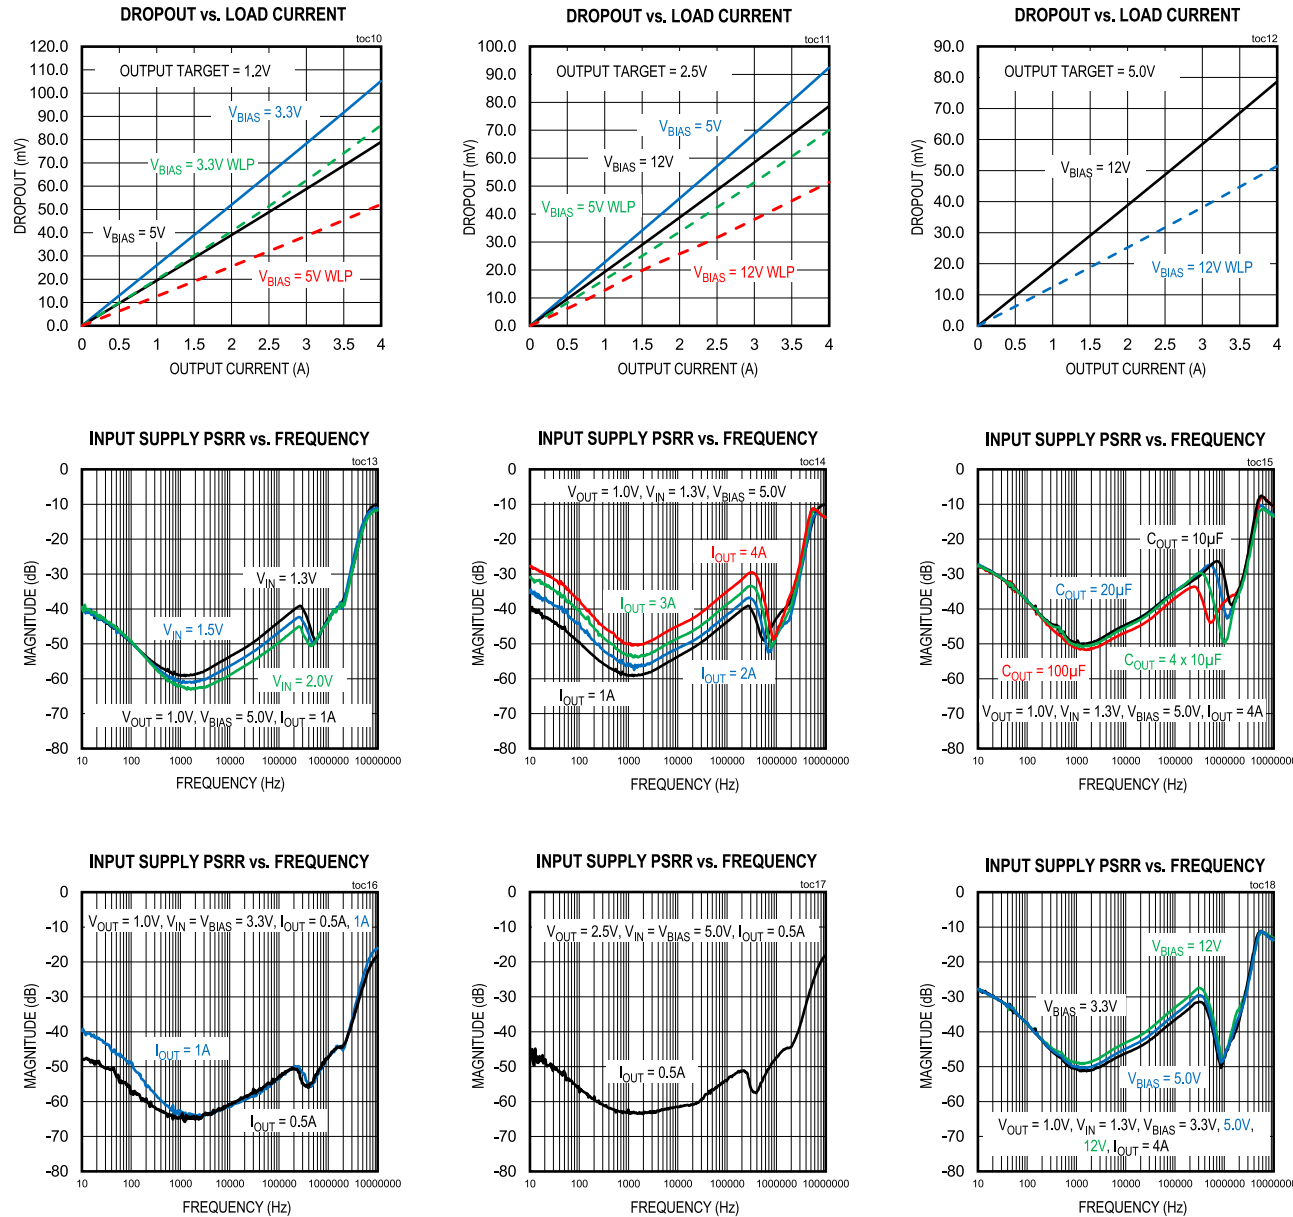 DROPOUT vs. LOAD CURRENT
toc10
120.0
110.0
100.0
90.0
80.0
70.0
60.0
50.0
40.0
30.0
20.0
10.0
0.0
DROPOUT (mV)
OUTPUT TARGET = 1.2V
VBIAS = 3.3V
VBIAS = 3.3V WLP
VBIAS = 5V
VBIAS = 5V WLP
0 0.5 1 1.5 2 2.5 3 3.5 4
OUTPUT CURRENT (A)
DROPOUT vs. LOAD CURRENT
toc11
100.0
90.0
80.0
70.0
60.0
50.0
40.0
30.0
20.0
10.0
0.0
DROPOUT (mV)
OUTPUT TARGET = 2.5V
VBIAS = 5V
VBIAS = 12V
VBIAS = 5V WLP
VBIAS = 12V WLP
0 0.5 1 1.5 2 2.5 3 3.5 4
OUTPUT CURRENT (A)
DROPOUT vs. LOAD CURRENT
toc12
90.0
80.0
70.0
60.0
50.0
40.0
30.0
20.0
10.0
0.0
DROPOUT (mV)
OUTPUT TARGET = 5.0V
VBIAS = 12V
VBIAS = 12V WLP
0 0.5 1 1.5 2 2.5 3 3.5 4
OUTPUT CURRENT (A)
INPUT SUPPLY PSRR vs. FREQUENCY
toc13
0
-10
-20
-30
-40
-50
-60
-70
-80
MAGNITUDE (dB)
VIN = 1.3V
VIN = 1.5V
VIN = 2.0V
VOUT = 1.0V, VBIAS = 5.0V, IOUT = 1A
10 100 1000 10000 100000 1000000 10000000
FREQUENCY (Hz)
INPUT SUPPLY PSRR vs. FREQUENCY
toc14
0
-10
-20
-30
-40
-50
-60
-70
-80
MAGNITUDE (dB)
VOUT = 1.0V, VIN = 1.3V, VBIAS = 5.0V
IOUT = 4A
IOUT = 3A
IOUT = 2A
IOUT = 1A
10 100 1000 10000 100000 1000000 10000000
FREQUENCY (Hz)
INPUT SUPPLY PSRR vs. FREQUENCY
toc15
0
-10
-20
-30
-40
-50
-60
-70
-80
MAGNITUDE (dB)
COUT = 10µF
COUT = 20µF
COUT = 100µF
COUT = 4 x 10µF
VOUT = 1.0V, VIN = 1.3V, VBIAS = 5.0V, IOUT = 4A
10 100 1000 10000 100000 1000000 10000000
FREQUENCY (Hz)
INPUT SUPPLY PSRR vs. FREQUENCY
toc16
0
-10
-20
-30
-40
-50
-60
-70
-80
MAGNITUDE (dB)
VOUT = 1.0V, VIN = VBIAS = 3.3V, IOUT = 0.5A, 1A
IOUT = 1A
IOUT = 0.5A
10 100 1000 10000 100000 1000000 10000000
FREQUENCY (Hz)
INPUT SUPPLY PSRR vs. FREQUENCY
toc17
0
-10
-20
-30
-40
-50
-60
-70
-80
MAGNITUDE (dB)
VOUT = 2.5V, VIN = VBIAS = 5.0V, IOUT = 0.5A
IOUT = 0.5A
10 100 1000 10000 100000 1000000 10000000
FREQUENCY (Hz)
INPUT SUPPLY PSRR vs. FREQUENCY
toc18
0
-10
-20
-30
-40
-50
-60
-70
-80
MAGNITUDE (dB)
VBIAS = 12V
VBIAS = 3.3V
VBIAS = 5.0V
VOUT = 1.0V, VIN = 1.3V, VBIAS = 3.3V, 5.0V,
12V, IOUT = 4A
10 100 1000 10000 100000 1000000 10000000
FREQUENCY (Hz)